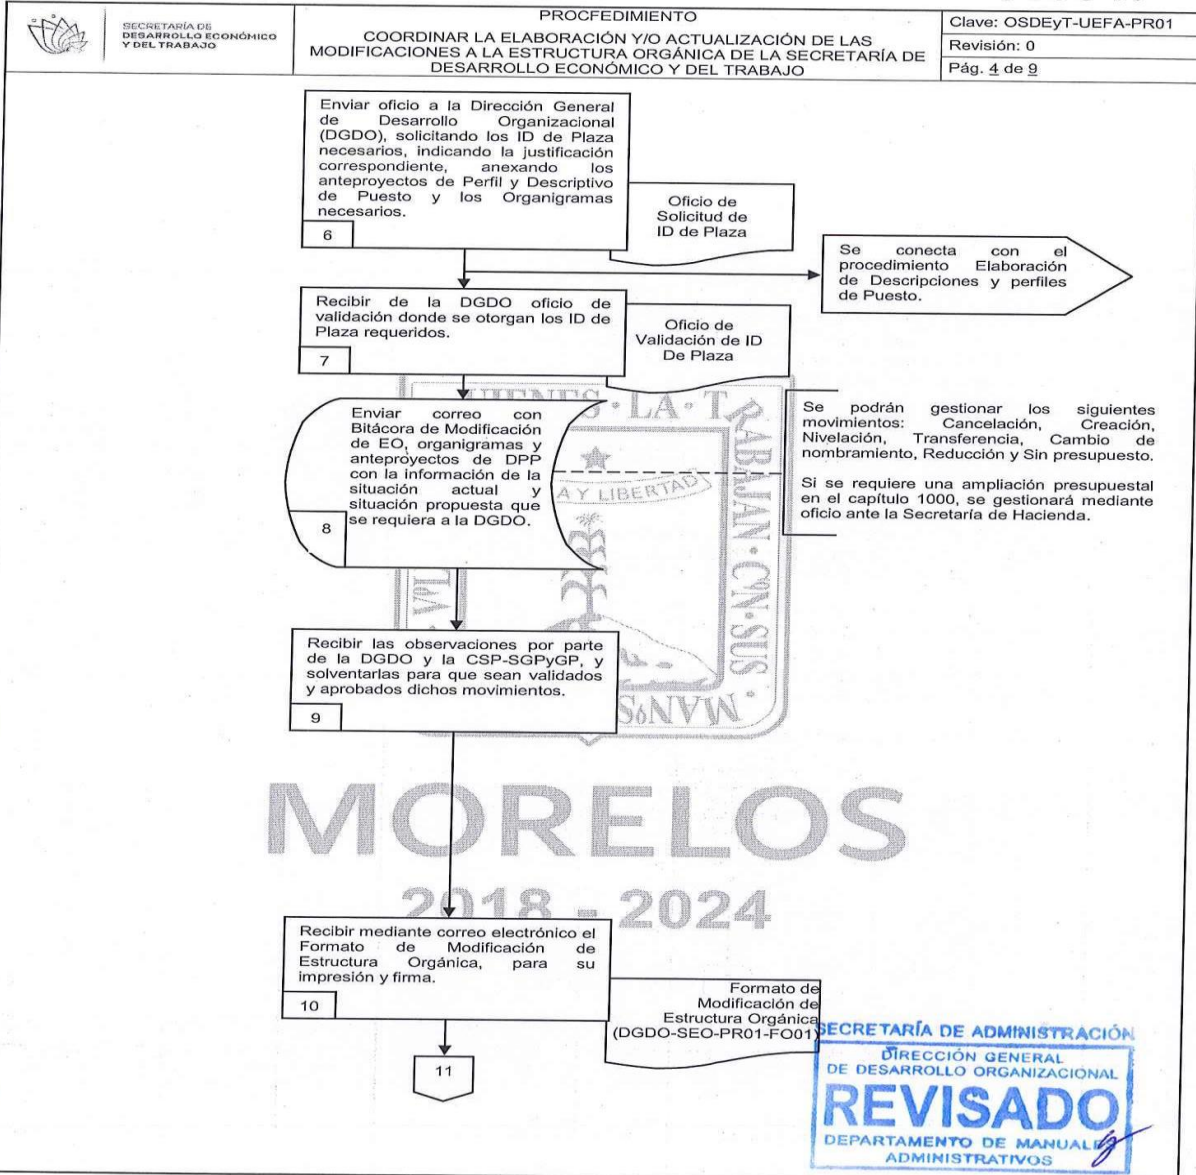 SECRETARÍA DE
DESARROLLO ECONÓMICO
Y DEL TRABAJO
PROCFEDIMIENTO
COORDINAR LA ELABORACIÓN Y/O ACTUALIZACIÓN DE LAS
MODIFICACIONES A LA ESTRUCTURA ORGÁNICA DE LA SECRETARÍA DE
DESARROLLO ECONÓMICO Y DEL TRABAJO
Clave: OSDEyT-UEFA-PR01
Revisión: 0
Pág. 4 de 9
Enviar oficio a la Dirección General
de Desarrollo Organizacional
(DGDO), solicitando los ID de Plaza
necesarios, indicando la justificación
correspondiente, anexando los
anteproyectos de Perfil y Descriptivo
de Puesto y los Organigramas
necesarios.
6
Oficio de
Solicitud de
ID de Plaza
Se conecta con el
procedimiento Elaboración
de Descripciones y perfiles
de Puesto.
Recibir de la DGDO oficio de
validación donde se otorgan los ID de
Plaza requeridos.
7
Oficio de
Validación de ID
De Plaza
Enviar correo con
Bitácora de Modificación
de EO, organigramas y
anteproyectos de DPP
con la información de la
situación actual y
situación propuesta que
se requiera a la DGDO.
8
Se podrán gestionar los siguientes
movimientos: Cancelación, Creación,
Nivelación, Transferencia, Cambio de
nombramiento, Reducción y Sin presupuesto.
Si se requiere una ampliación presupuestal
en el capítulo 1000, se gestionará mediante
oficio ante la Secretaría de Hacienda.
LA · TRABAJAN · CON · SUS · MANOS
A Y LIBERTAD
Recibir las observaciones por parte
de la DGDO y la CSP-SGPyGP, y
solventarlas para que sean validados
y aprobados dichos movimientos.
9
MORELOS
2018 - 2024
Recibir mediante correo electrónico el
Formato de Modificación de
Estructura Orgánica, para su
impresión y firma.
10
Formato de
Modificación de
Estructura Orgánica
(DGDO-SEO-PR01-FO01)
11
SECRETARÍA DE ADMINISTRACIÓN
DIRECCIÓN GENERAL
DE DESARROLLO ORGANIZACIONAL
REVISADO
DEPARTAMENTO DE MANUALES
ADMINISTRATIVOS